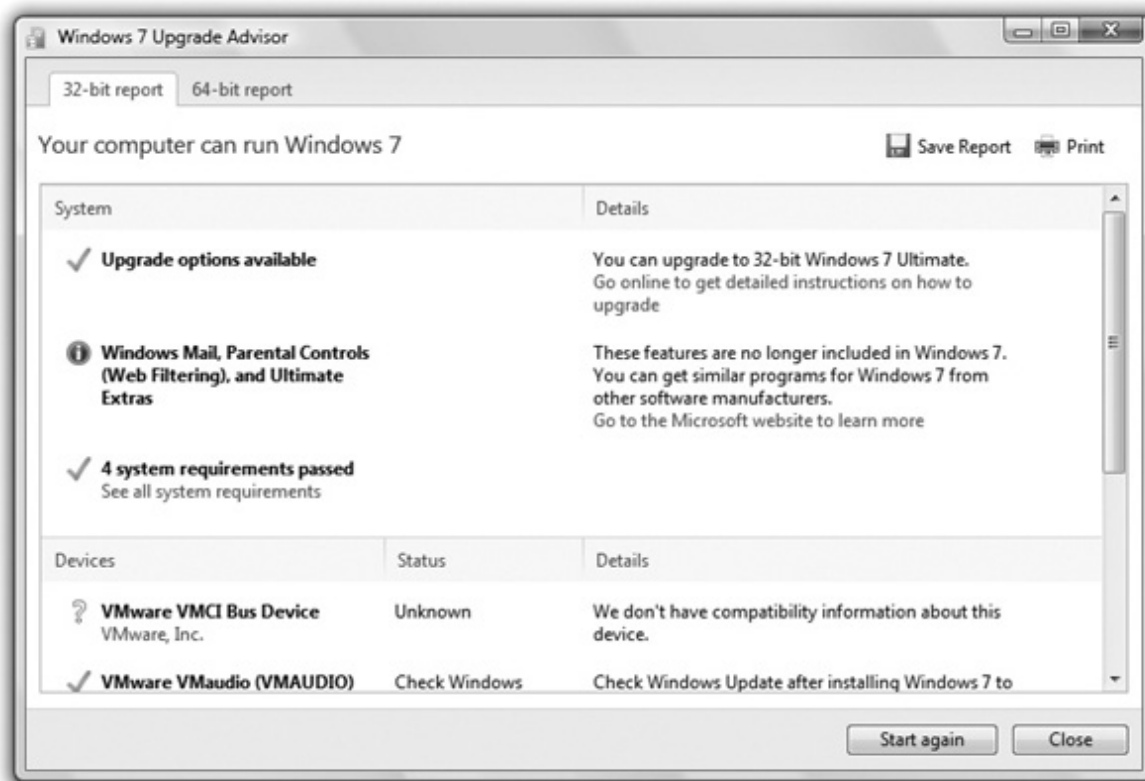 Windows 7 Upgrade Advisor
32-bit report 64-bit report
Your computer can run Windows 7
Save Report Print
System Details
Upgrade options available
You can upgrade to 32-bit Windows 7 Ultimate.
Go online to get detailed instructions on how to
upgrade
Windows Mail, Parental Controls
(Web Filtering), and Ultimate
Extras
These features are no longer included in Windows 7.
You can get similar programs for Windows 7 from
other software manufacturers.
Go to the Microsoft website to learn more
4 system requirements passed
See all system requirements
Devices Status Details
VMware VMCI Bus Device
VMware, Inc.
Unknown
We don't have compatibility information about this
device.
VMware VMaudio (VMAUDIO) Check Windows Check Windows Update after installing Windows 7 to
Start again Close